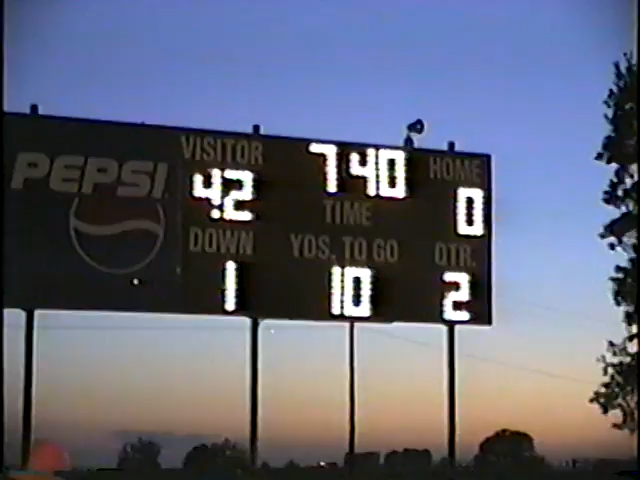 PEPSI
VISITOR 7 40 HOME
42 TIME 0
DOWN YDS. TO GO QTR.
1 10 2